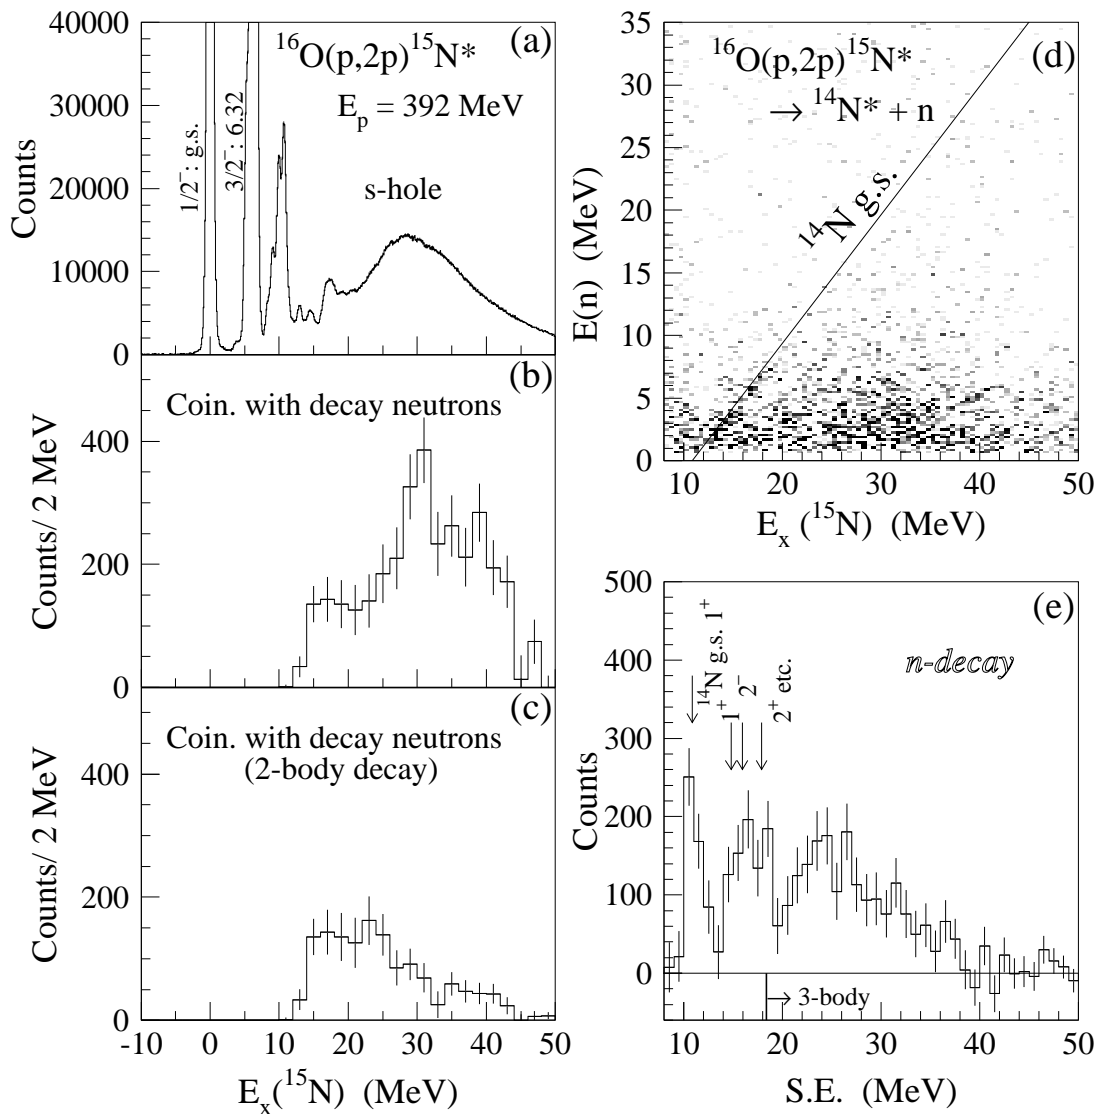 40000
30000
20000
10000
0
Counts
(a)
¹⁶O(p,2p)¹⁵N*
E_p = 392 MeV
1/2⁻: g.s.
3/2⁻: 6.32
s-hole
(b)
Coin. with decay neutrons
400
200
0
Counts/ 2 MeV
(c)
Coin. with decay neutrons
(2-body decay)
400
200
0
Counts/ 2 MeV
-10 0 10 20 30 40 50
E_x(¹⁵N) (MeV)
35
30
25
20
15
10
5
0
E(n) (MeV)
¹⁶O(p,2p)¹⁵N*
(d)
→ ¹⁴N* + n
¹⁴N g.s.
10 20 30 40 50
E_x (¹⁵N) (MeV)
500
400
300
200
100
0
Counts
(e)
n-decay
¹⁴N g.s. 1⁺
1⁺
2⁻
2⁺ etc.
→ 3-body
10 20 30 40 50
S.E. (MeV)